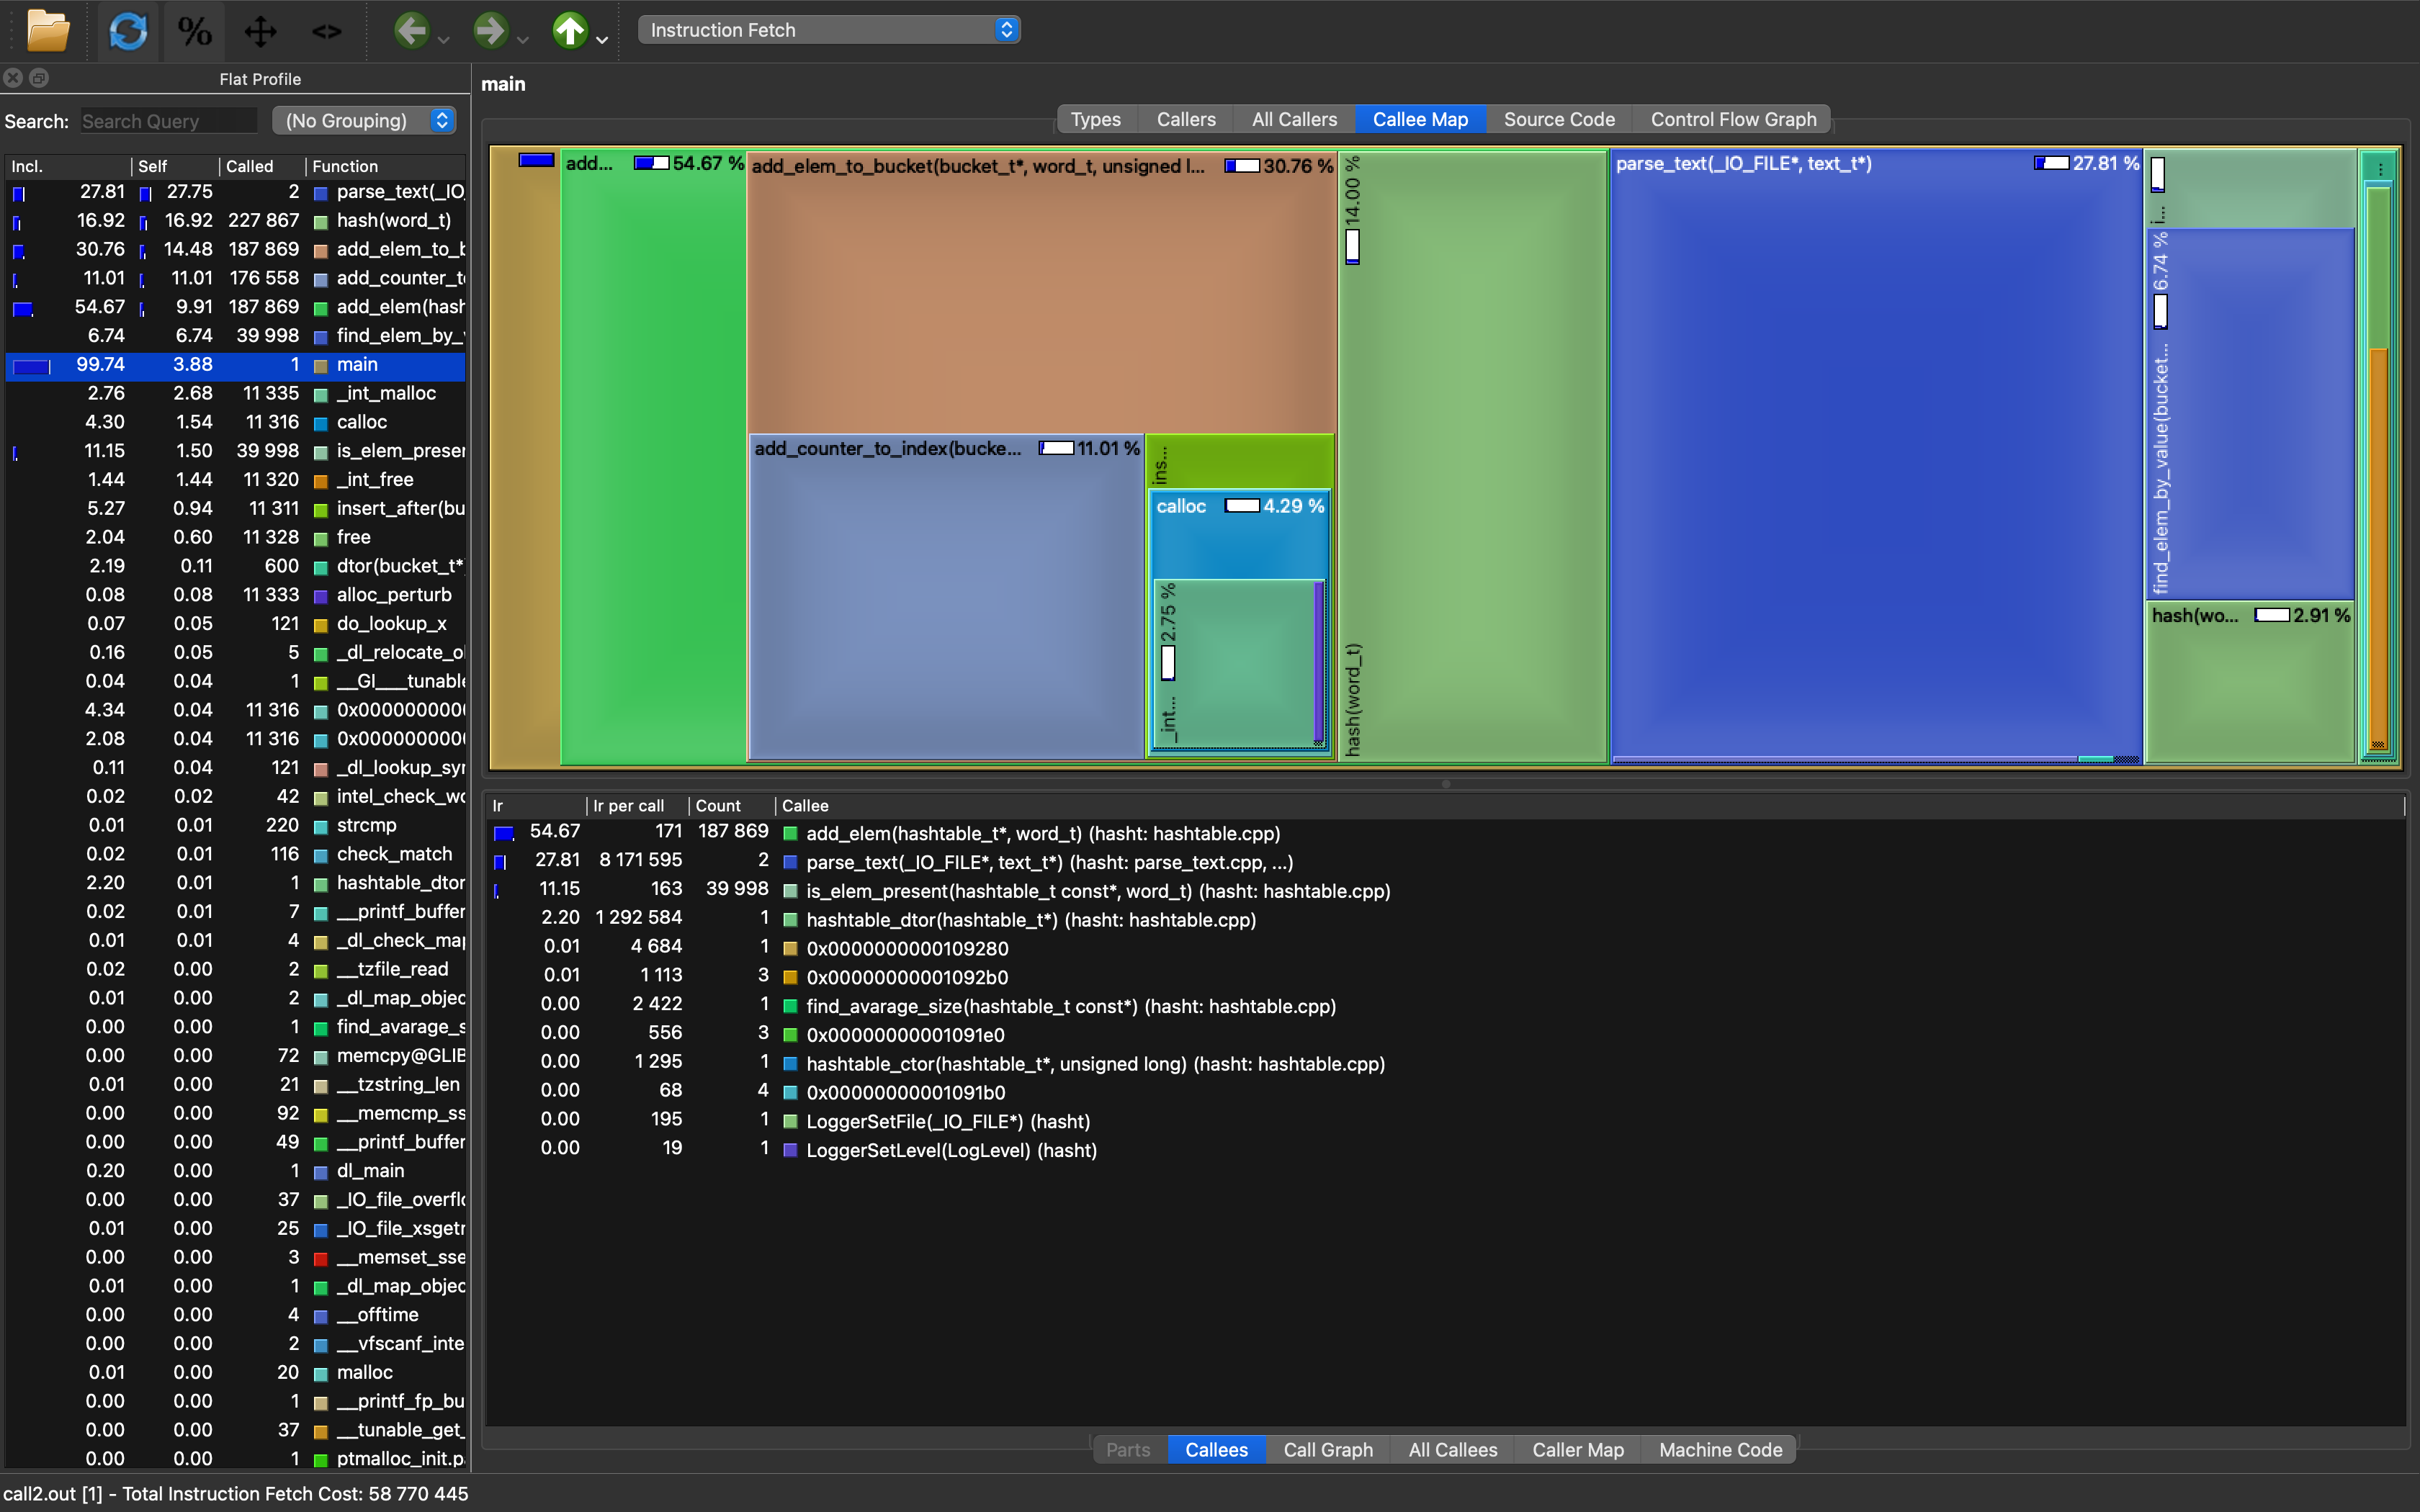 %
<>
Instruction Fetch
Flat Profile
Search:
Search Query
(No Grouping)
Incl. Self Called Function
27.81 27.75 2 parse_text(_IO_
16.92 16.92 227 867 hash(word_t)
30.76 14.48 187 869 add_elem_to_b
11.01 11.01 176 558 add_counter_to
54.67 9.91 187 869 add_elem(hash
6.74 6.74 39 998 find_elem_by_v
99.74 3.88 1 main
2.76 2.68 11 335 _int_malloc
4.30 1.54 11 316 calloc
11.15 1.50 39 998 is_elem_preser
1.44 1.44 11 320 _int_free
5.27 0.94 11 311 insert_after(bu
2.04 0.60 11 328 free
2.19 0.11 600 dtor(bucket_t*
0.08 0.08 11 333 alloc_perturb
0.07 0.05 121 do_lookup_x
0.16 0.05 5 _dl_relocate_o
0.04 0.04 1 __GI___tunable
4.34 0.04 11 316 0x0000000000
2.08 0.04 11 316 0x0000000000
0.11 0.04 121 _dl_lookup_syr
0.02 0.02 42 intel_check_wo
0.01 0.01 220 strcmp
0.02 0.01 116 check_match
2.20 0.01 1 hashtable_dtor
0.02 0.01 7 __printf_buffer
0.01 0.01 4 _dl_check_map
0.02 0.00 2 __tzfile_read
0.01 0.00 2 _dl_map_objec
0.00 0.00 1 find_avarage_s
0.00 0.00 72 memcpy@GLIB
0.01 0.00 21 __tzstring_len
0.00 0.00 92 __memcmp_ss
0.00 0.00 49 __printf_buffer
0.20 0.00 1 dl_main
0.00 0.00 37 _IO_file_overflo
0.01 0.00 25 _IO_file_xsgetr
0.00 0.00 3 __memset_sse
0.01 0.00 1 _dl_map_objec
0.00 0.00 4 __offtime
0.00 0.00 2 __vfscanf_inte
0.01 0.00 20 malloc
0.00 0.00 1 __printf_fp_bu
0.00 0.00 37 __tunable_get_
0.00 0.00 1 ptmalloc_init.p
main
Types Callers All Callers Callee Map Source Code Control Flow Graph
add... 54.67 %
add_elem_to_bucket(bucket_t*, word_t, unsigned l... 30.76 %
add_counter_to_index(bucke... 11.01 %
ins...
calloc 4.29 %
_int... 2.75 %
hash(word_t) 14.00 %
parse_text(_IO_FILE*, text_t*) 27.81 %
i...
find_elem_by_value(bucket... 6.74 %
hash(wo... 2.91 %
...
Ir Ir per call Count Callee
54.67 171 187 869 add_elem(hashtable_t*, word_t) (hasht: hashtable.cpp)
27.81 8 171 595 2 parse_text(_IO_FILE*, text_t*) (hasht: parse_text.cpp, ...)
11.15 163 39 998 is_elem_present(hashtable_t const*, word_t) (hasht: hashtable.cpp)
2.20 1 292 584 1 hashtable_dtor(hashtable_t*) (hasht: hashtable.cpp)
0.01 4 684 1 0x0000000000109280
0.01 1 113 3 0x00000000001092b0
0.00 2 422 1 find_avarage_size(hashtable_t const*) (hasht: hashtable.cpp)
0.00 556 3 0x00000000001091e0
0.00 1 295 1 hashtable_ctor(hashtable_t*, unsigned long) (hasht: hashtable.cpp)
0.00 68 4 0x00000000001091b0
0.00 195 1 LoggerSetFile(_IO_FILE*) (hasht)
0.00 19 1 LoggerSetLevel(LogLevel) (hasht)
Parts Callees Call Graph All Callees Caller Map Machine Code
call2.out [1] - Total Instruction Fetch Cost: 58 770 445